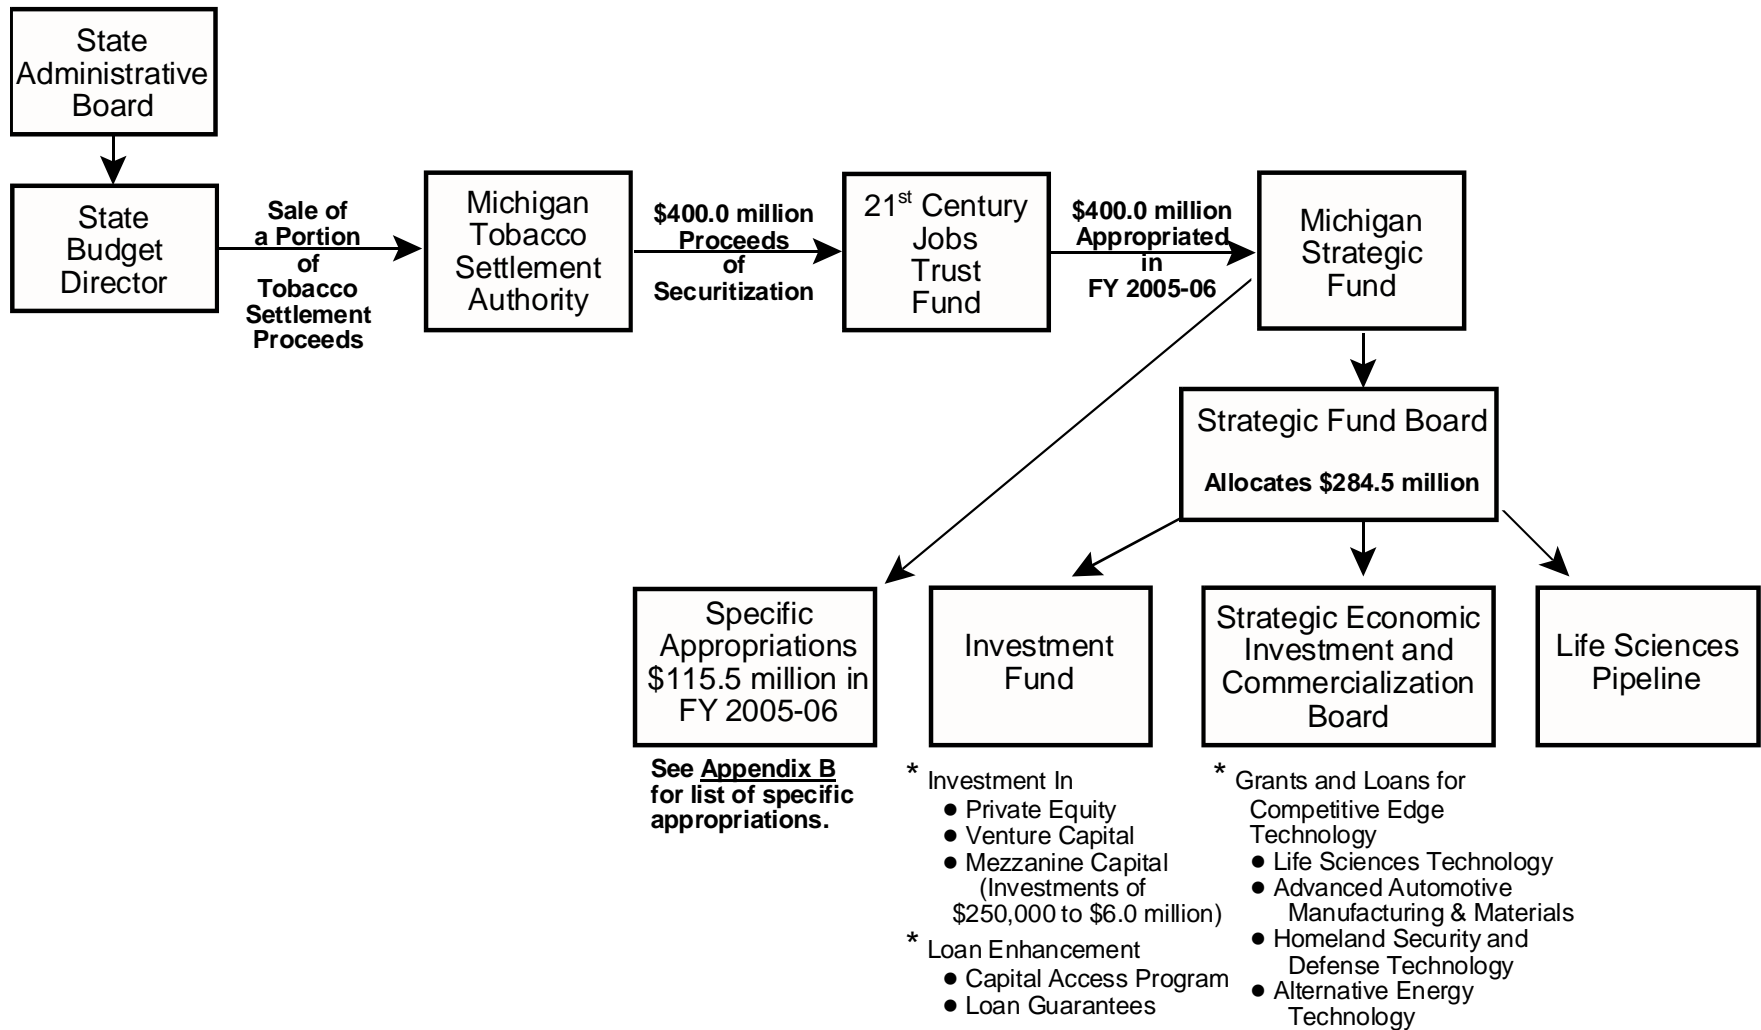 State
Administrative
Board
State
Budget
Director
Sale of
a Portion
of
Tobacco
Settlement
Proceeds
Michigan
Tobacco
Settlement
Authority
$400.0 million
Proceeds
of
Securitization
21st Century
Jobs
Trust
Fund
$400.0 million
Appropriated
in
FY 2005-06
Michigan
Strategic
Fund
Strategic Fund Board
Allocates $284.5 million
Specific
Appropriations
$115.5 million in
FY 2005-06
See Appendix B
for list of specific
appropriations.
Investment
Fund
* Investment In
● Private Equity
● Venture Capital
● Mezzanine Capital
(Investments of
$250,000 to $6.0 million)
* Loan Enhancement
● Capital Access Program
● Loan Guarantees
Strategic Economic
Investment and
Commercialization
Board
* Grants and Loans for
Competitive Edge
Technology
● Life Sciences Technology
● Advanced Automotive
Manufacturing & Materials
● Homeland Security and
Defense Technology
● Alternative Energy
Technology
Life Sciences
Pipeline